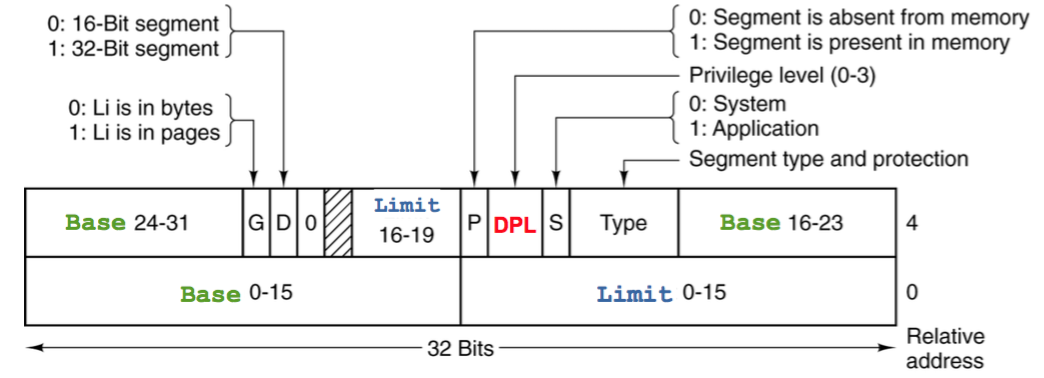 0: 16-Bit segment
1: 32-Bit segment
0: Li is in bytes
1: Li is in pages
0: Segment is absent from memory
1: Segment is present in memory
Privilege level (0-3)
0: System
1: Application
Segment type and protection
Base 24-31
G
D
0
Limit
16-19
P
DPL
S
Type
Base 16-23
4
Base 0-15
Limit 0-15
0
32 Bits
Relative
address